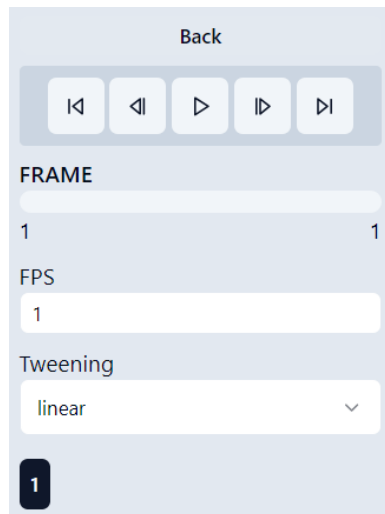 Back
FRAME
1 1
FPS
1
Tweening
linear
1